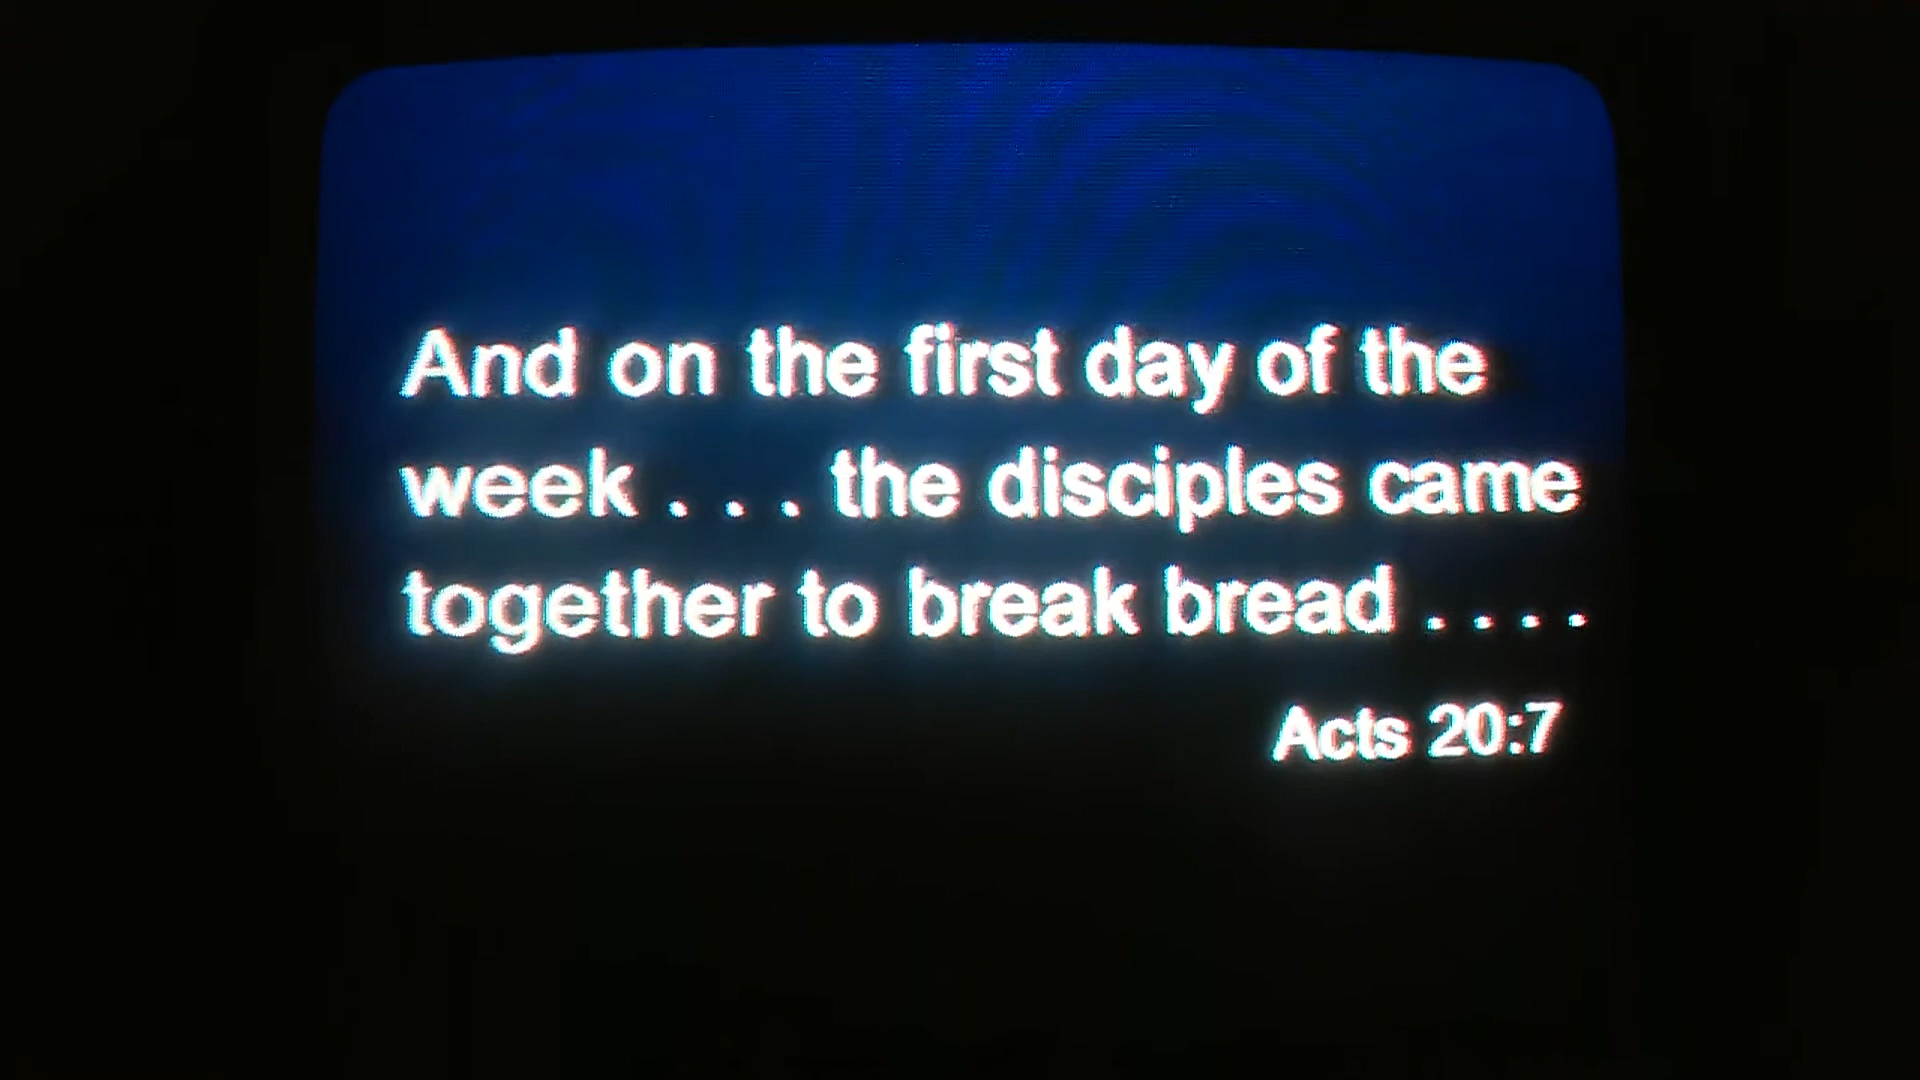 And on the first day of the
week . . . the disciples came
together to break bread . . . .
Acts 20:7